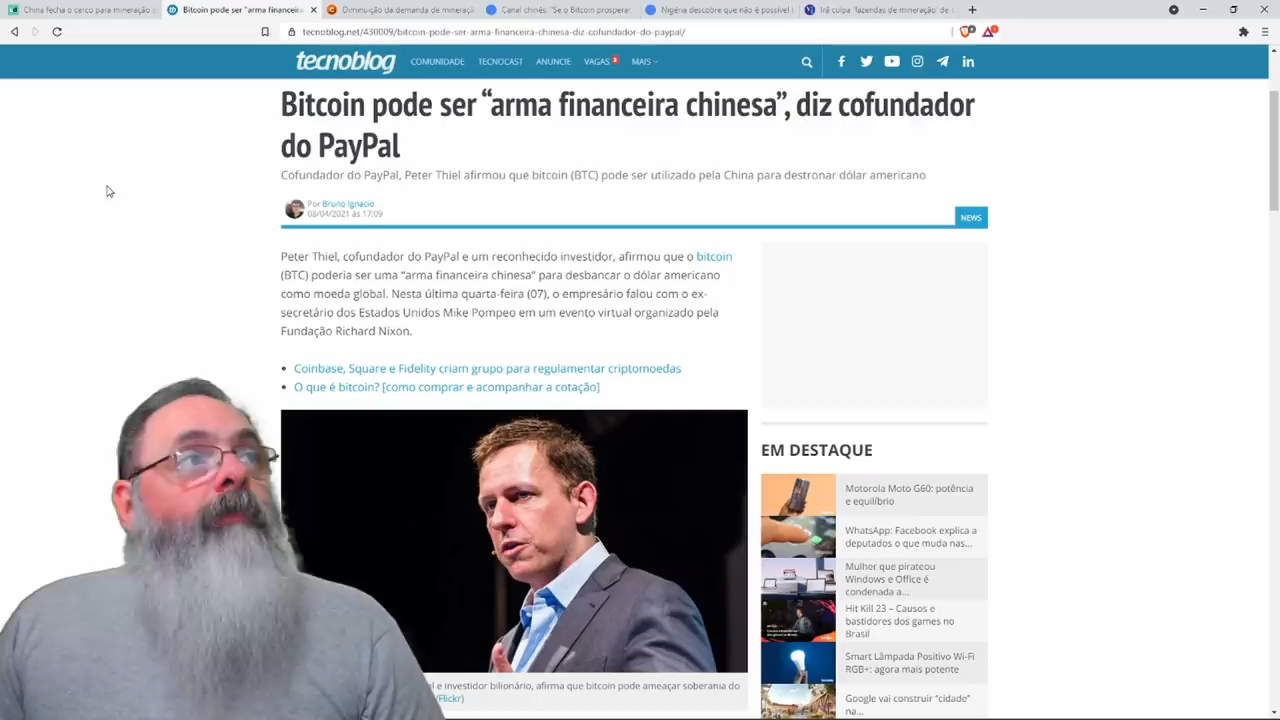 China fecha o cerco para mineração d
Bitcoin pode ser "arma financeira
Diminuição da demanda de mineraçã
Canal chinês: "Se o Bitcoin prosperar,
Nigéria descobre que não é possível
Irã culpa 'fazendas de mineração' de
tecnoblog.net/430009/bitcoin-pode-ser-arma-financeira-chinesa-diz-cofundador-do-paypal/
tecnoblog COMUNIDADE TECNOCAST ANUNCIE VAGAS MAIS
Bitcoin pode ser “arma financeira chinesa”, diz cofundador
do PayPal
Cofundador do PayPal, Peter Thiel afirmou que bitcoin (BTC) pode ser utilizado pela China para destronar dólar americano
Por Bruno Ignacio
08/04/2021 às 17:09
NEWS
Peter Thiel, cofundador do PayPal e um reconhecido investidor, afirmou que o bitcoin
(BTC) poderia ser uma “arma financeira chinesa” para desbancar o dólar americano
como moeda global. Nesta última quarta-feira (07), o empresário falou com o ex-
secretário dos Estados Unidos Mike Pompeo em um evento virtual organizado pela
Fundação Richard Nixon.
Coinbase, Square e Fidelity criam grupo para regulamentar criptomoedas
O que é bitcoin? [como comprar e acompanhar a cotação]
e investidor bilionário, afirma que bitcoin pode ameaçar soberania do
/Flickr)
EM DESTAQUE
Motorola Moto G60: potência
e equilíbrio
WhatsApp: Facebook explica a
deputados o que muda nas...
Mulher que pirateou
Windows e Office é
condenada a...
Hit Kill 23 – Causos e
bastidores dos games no
Brasil
Smart Lâmpada Positivo Wi-Fi
RGB+: agora mais potente
Google vai construir “cidade”
na...